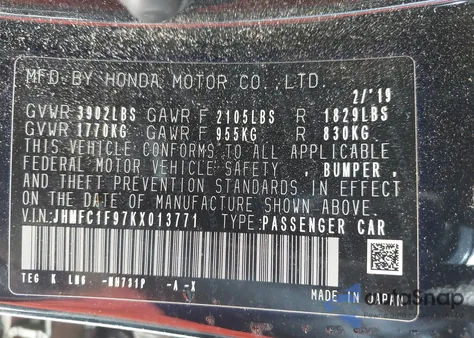 MFD.BY HONDA MOTOR CO.,LTD. 2/'19
GVWR 3902LBS GAWR F 2105LBS R 1829LBS
GVWR 1770KG GAWR F 955KG R 830KG
THIS VEHICLE CONFORMS TO ALL APPLICABLE
FEDERAL MOTOR VEHICLE SAFETY , BUMPER ,
AND THEFT PREVENTION STANDARDS IN EFFECT
ON THE DATE OF MANUFACTURE SHOWN ABOVE.
V.I.N: JHMFC1F97KX013771 TYPE:PASSENGER CAR
TEG K -A -X
MADE IN JAPAN
autoSnap